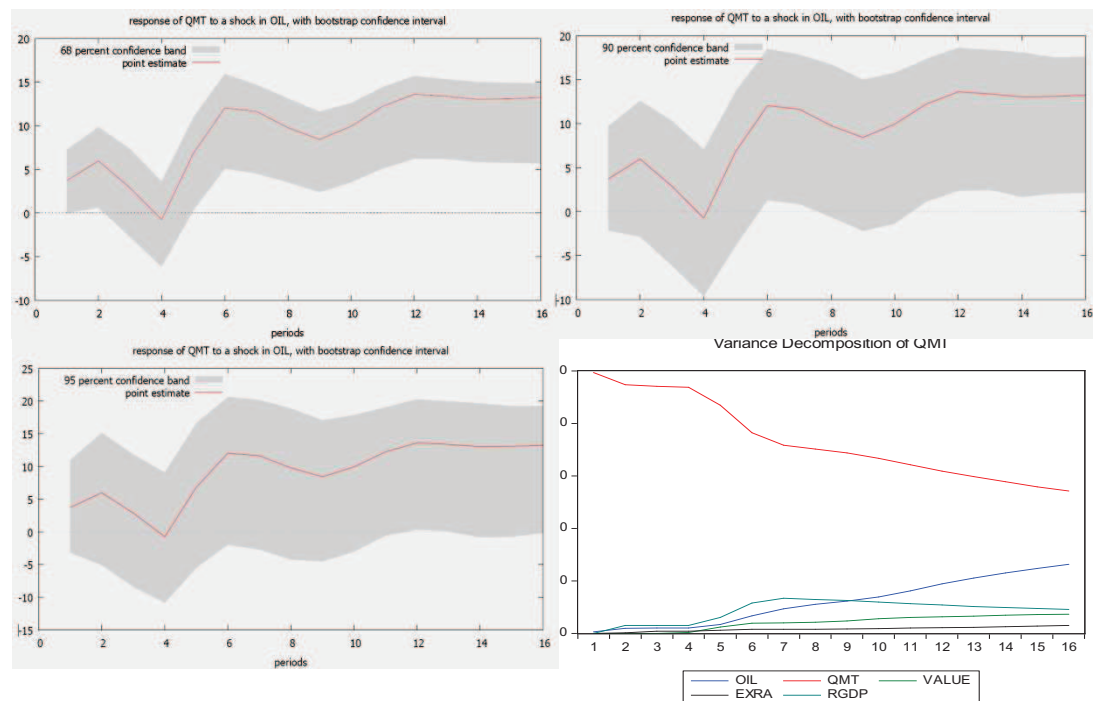 response of QMT to a shock in OIL, with bootstrap confidence interval
68 percent confidence band
point estimate
20
15
10
5
0
-5
-10
0 2 4 6 8 10 12 14 16
periods
response of QMT to a shock in OIL, with bootstrap confidence interval
90 percent confidence band
point estimate
20
15
10
5
0
-5
-10
0 2 4 6 8 10 12 14 16
periods
response of QMT to a shock in OIL, with bootstrap confidence interval
95 percent confidence band
point estimate
25
20
15
10
5
0
-5
-10
-15
0 2 4 6 8 10 12 14 16
periods
Variance Decomposition of QMT
0
0
0
0
0
0
1 2 3 4 5 6 7 8 9 10 11 12 13 14 15 16
OIL QMT VALUE
EXRA RGDP